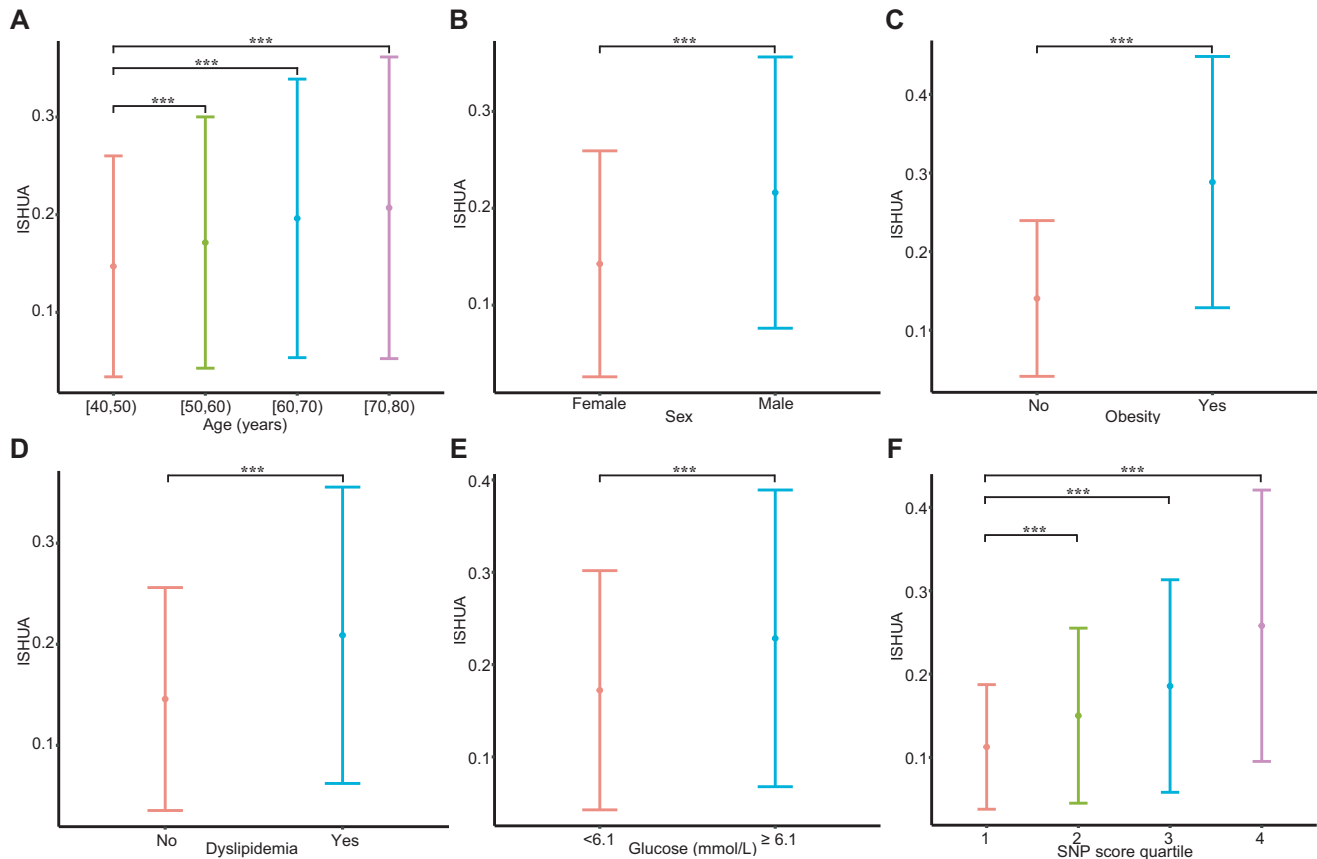 A
***
***
***
0.3
0.2
0.1
ISHUA
[40,50) [50,60) [60,70) [70,80)
Age (years)
B
***
0.3
0.2
0.1
ISHUA
Female Male
Sex
C
***
0.4
0.3
0.2
0.1
ISHUA
No Yes
Obesity
D
***
0.3
0.2
0.1
ISHUA
No Yes
Dyslipidemia
E
***
0.4
0.3
0.2
0.1
ISHUA
<6.1 ≥ 6.1
Glucose (mmol/L)
F
***
***
***
0.4
0.3
0.2
0.1
ISHUA
1 2 3 4
SNP score quartile